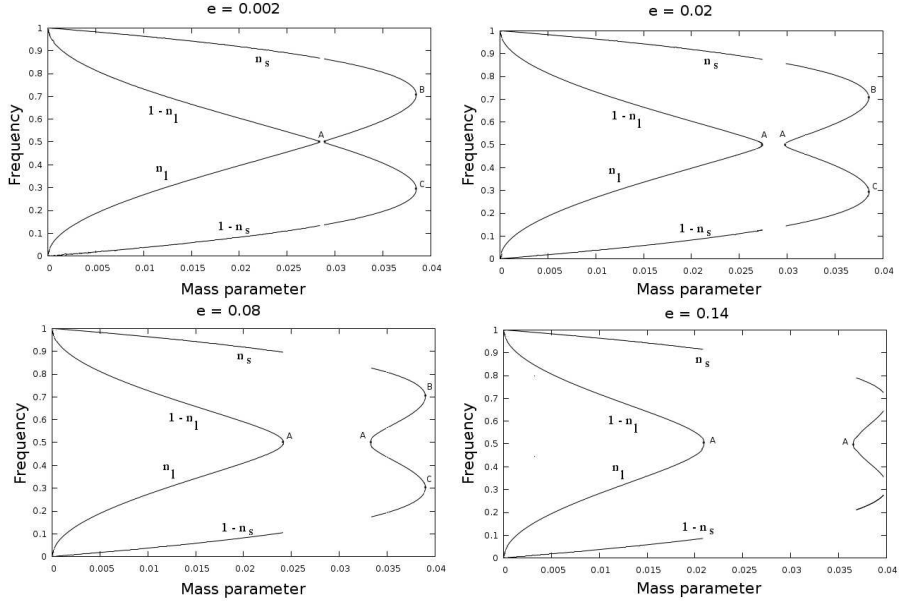 e = 0.002
Frequency
1
0.9
0.8
0.7
0.6
0.5
0.4
0.3
0.2
0.1
0
n s
1 - n l
A
B
n l
C
1 - n s
0 0.005 0.01 0.015 0.02 0.025 0.03 0.035 0.04
Mass parameter
e = 0.02
Frequency
1
0.9
0.8
0.7
0.6
0.5
0.4
0.3
0.2
0.1
0
n s
1 - n l
A A
B
n l
C
1 - n s
0 0.005 0.01 0.015 0.02 0.025 0.03 0.035 0.04
Mass parameter
e = 0.08
Frequency
1
0.9
0.8
0.7
0.6
0.5
0.4
0.3
0.2
0.1
0
n s
B
1 - n l
A A
n l
C
1 - n s
0 0.005 0.01 0.015 0.02 0.025 0.03 0.035 0.04
Mass parameter
e = 0.14
Frequency
1
0.9
0.8
0.7
0.6
0.5
0.4
0.3
0.2
0.1
0
n s
1 - n l
A A
n l
1 - n s
0 0.005 0.01 0.015 0.02 0.025 0.03 0.035 0.04
Mass parameter